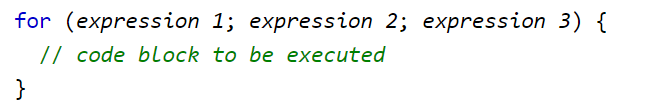 for (expression 1; expression 2; expression 3) {
  // code block to be executed
}